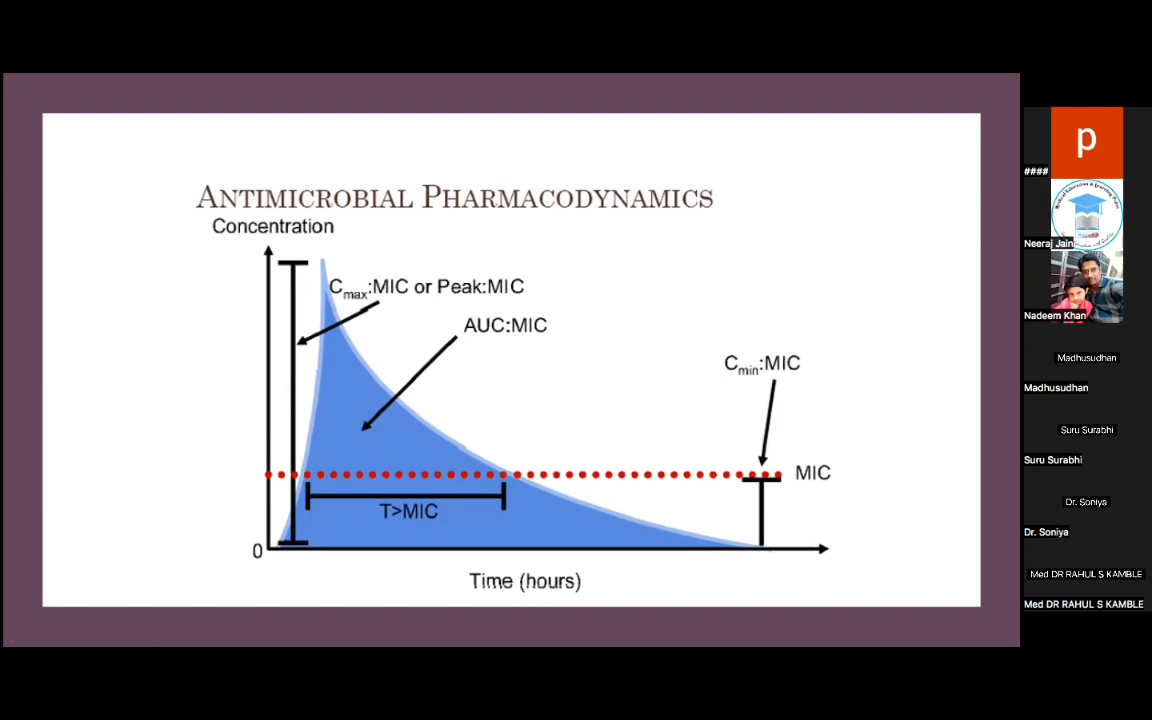 ANTIMICROBIAL PHARMACODYNAMICS
Concentration
Cmax:MIC or Peak:MIC
AUC:MIC
Cmin:MIC
MIC
T>MIC
0
Time (hours)
p
####
Neeraj Jain
Nadeem Khan
Madhusudhan
Madhusudhan
Suru Surabhi
Suru Surabhi
Dr. Soniya
Dr. Soniya
Med DR RAHUL S KAMBLE
Med DR RAHUL S KAMBLE